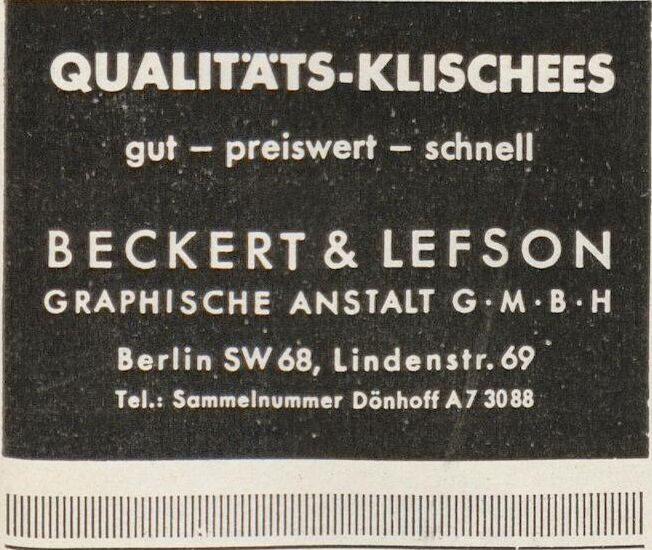 QUALITÄTS-KLISCHEES
gut – preiswert – schnell
BECKERT & LEFSON
GRAPHISCHE ANSTALT G·M·B·H
Berlin SW 68, Lindenstr. 69
Tel.: Sammelnummer Dönhoff A 7 3088